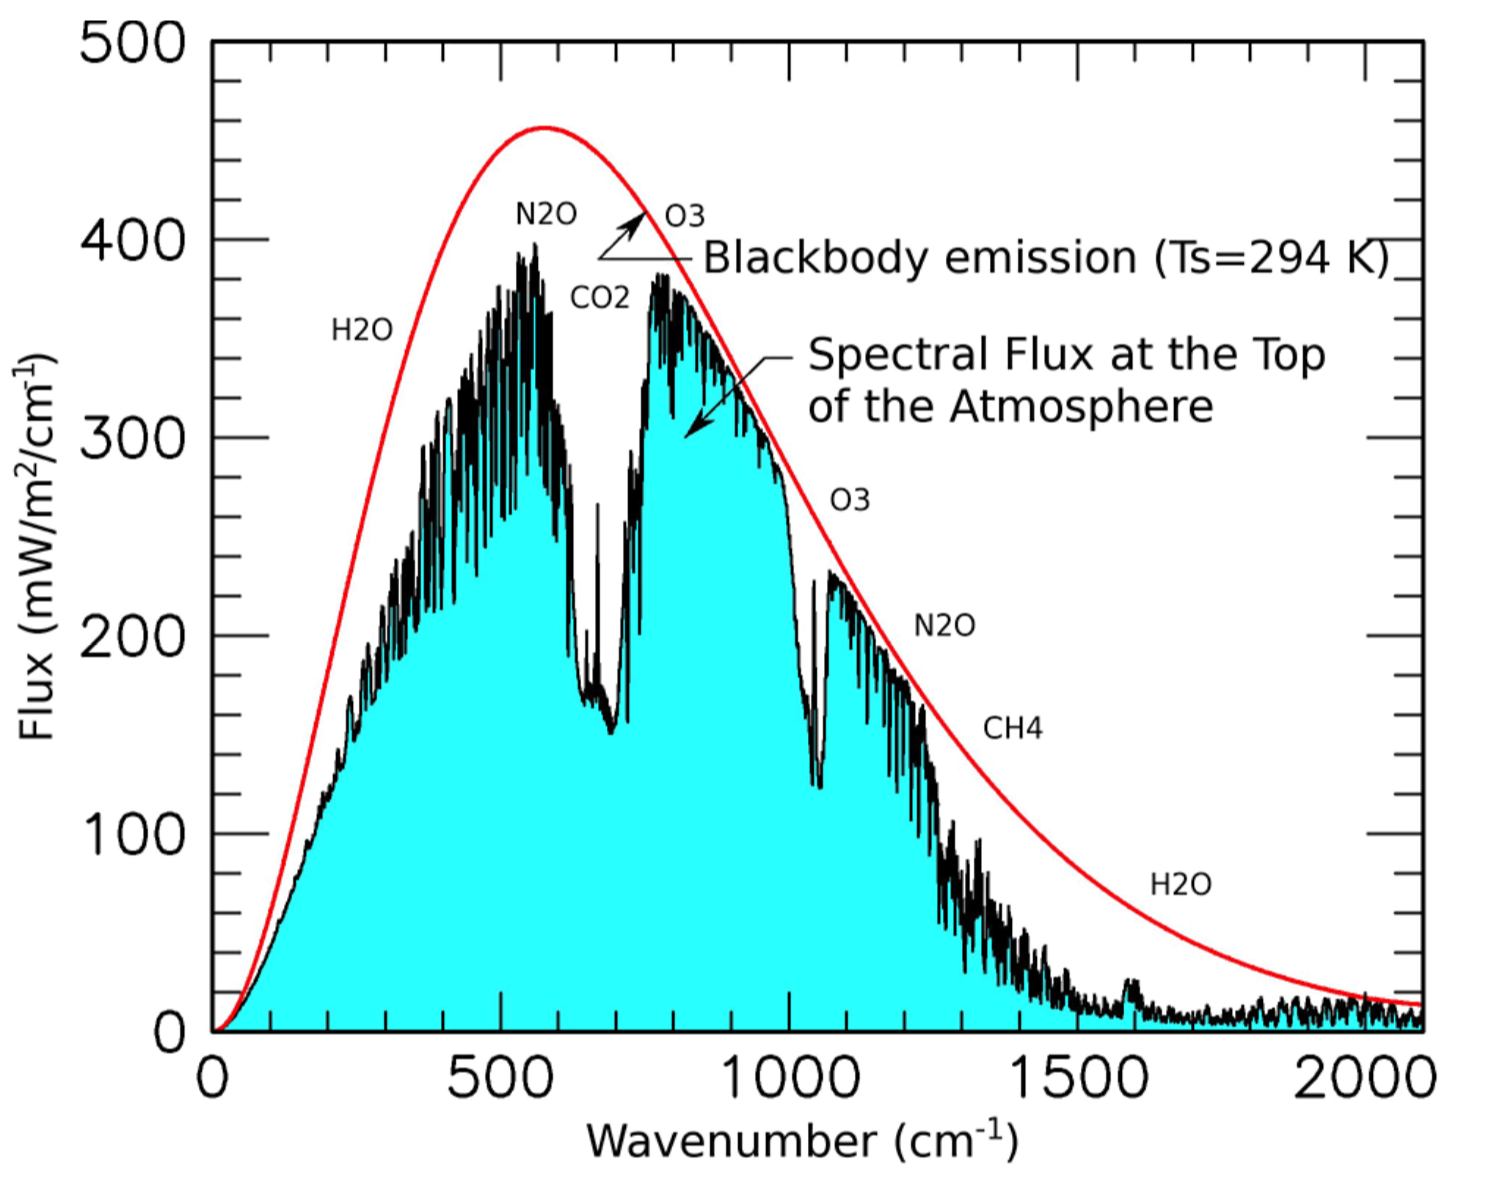 500
400
300
200
100
0
Flux (mW/m²/cm⁻¹)
N2O
O3
Blackbody emission (Ts=294 K)
CO2
H2O
Spectral Flux at the Top
of the Atmosphere
O3
N2O
CH4
H2O
0 500 1000 1500 2000
Wavenumber (cm⁻¹)